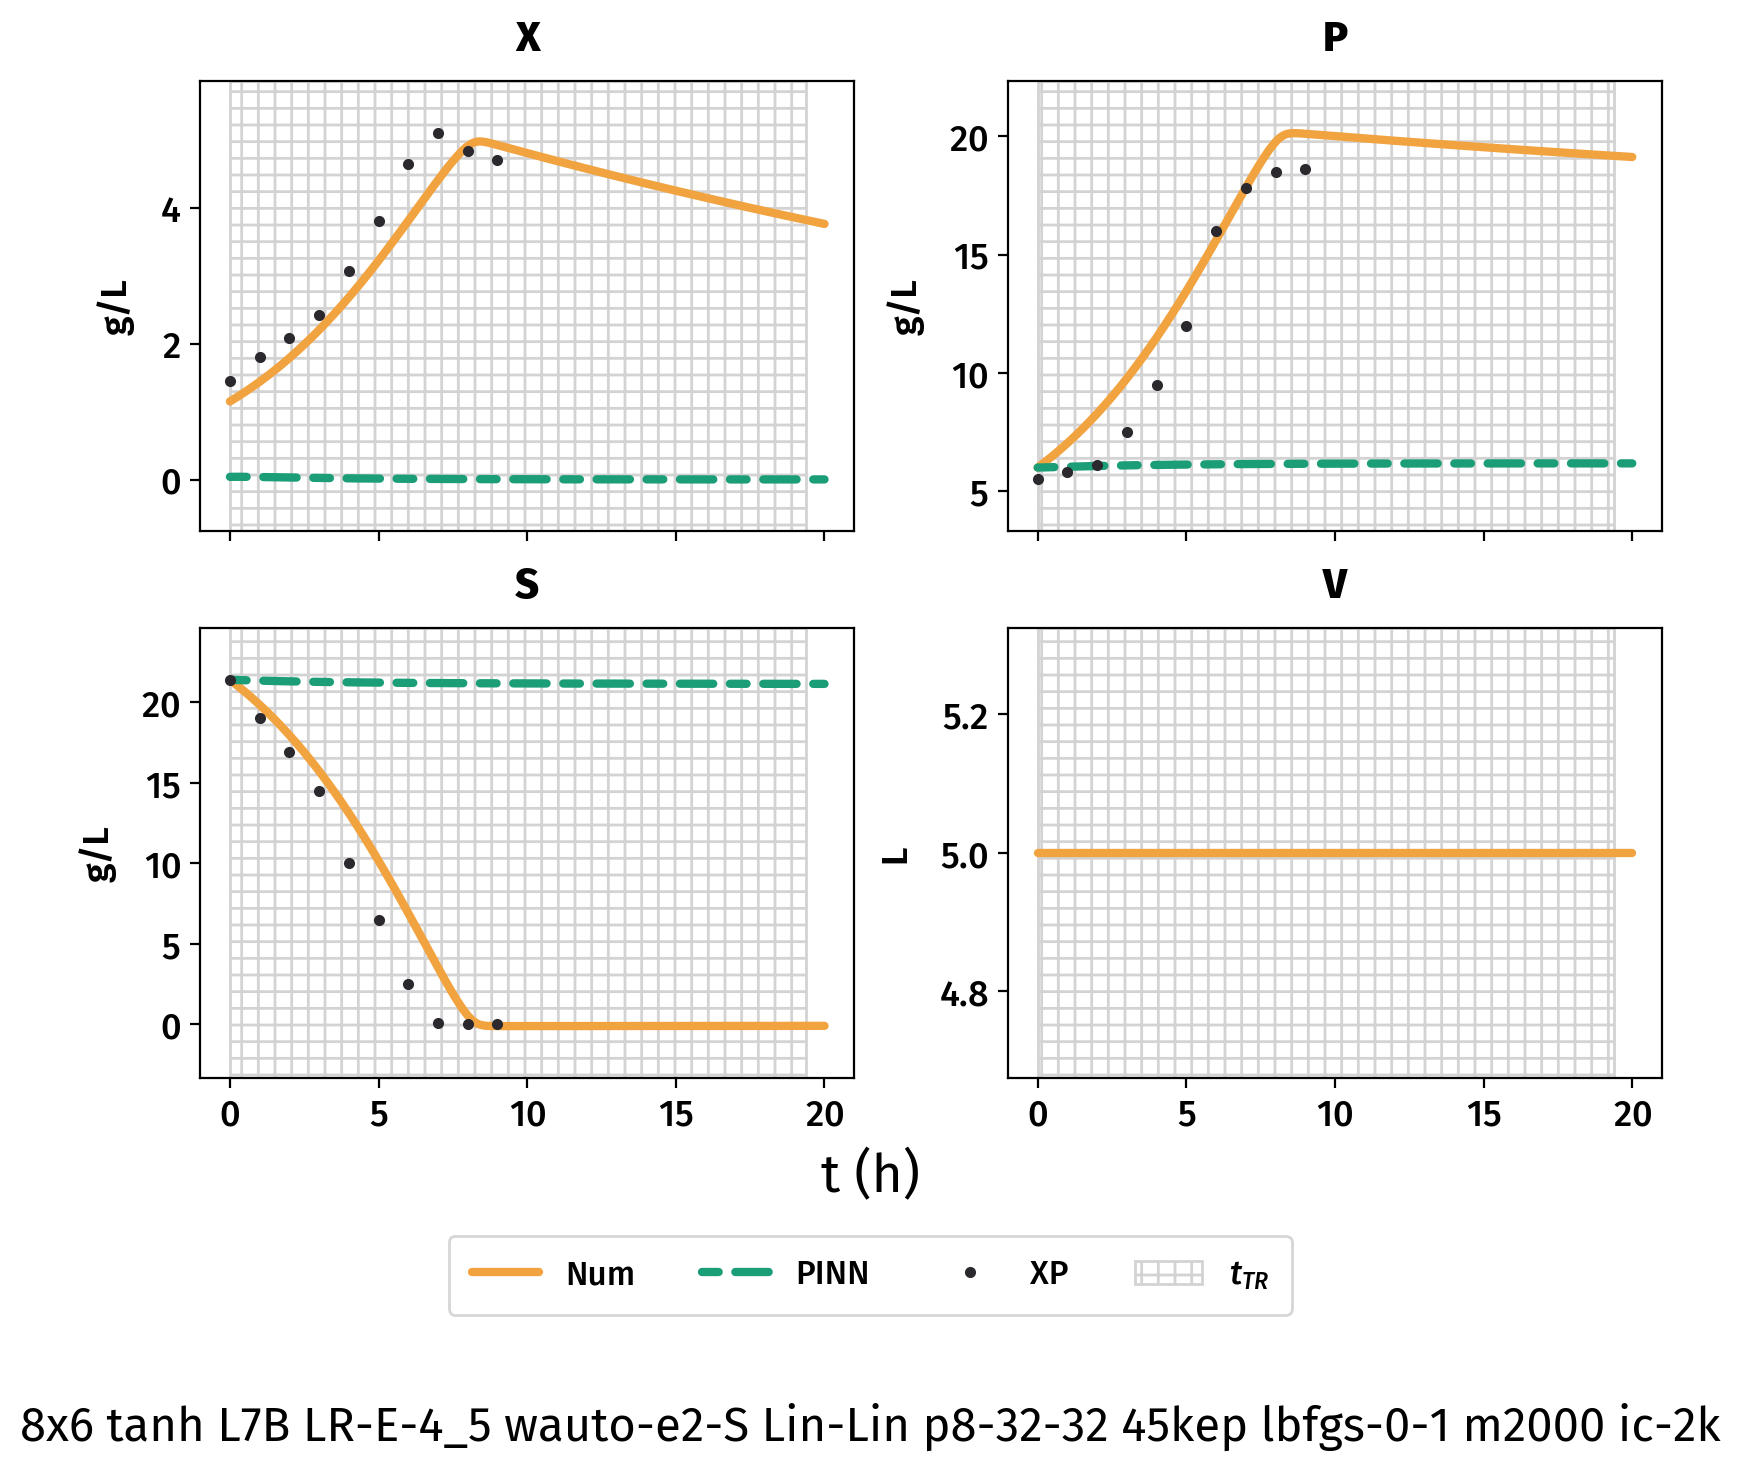 X
P
g/L
4
2
0
g/L
20
15
10
5
S
V
g/L
20
15
10
5
0
L
5.2
5.0
4.8
0 5 10 15 20
0 5 10 15 20
t (h)
Num PINN XP tTR
8x6 tanh L7B LR-E-4_5 wauto-e2-S Lin-Lin p8-32-32 45kep lbfgs-0-1 m2000 ic-2k